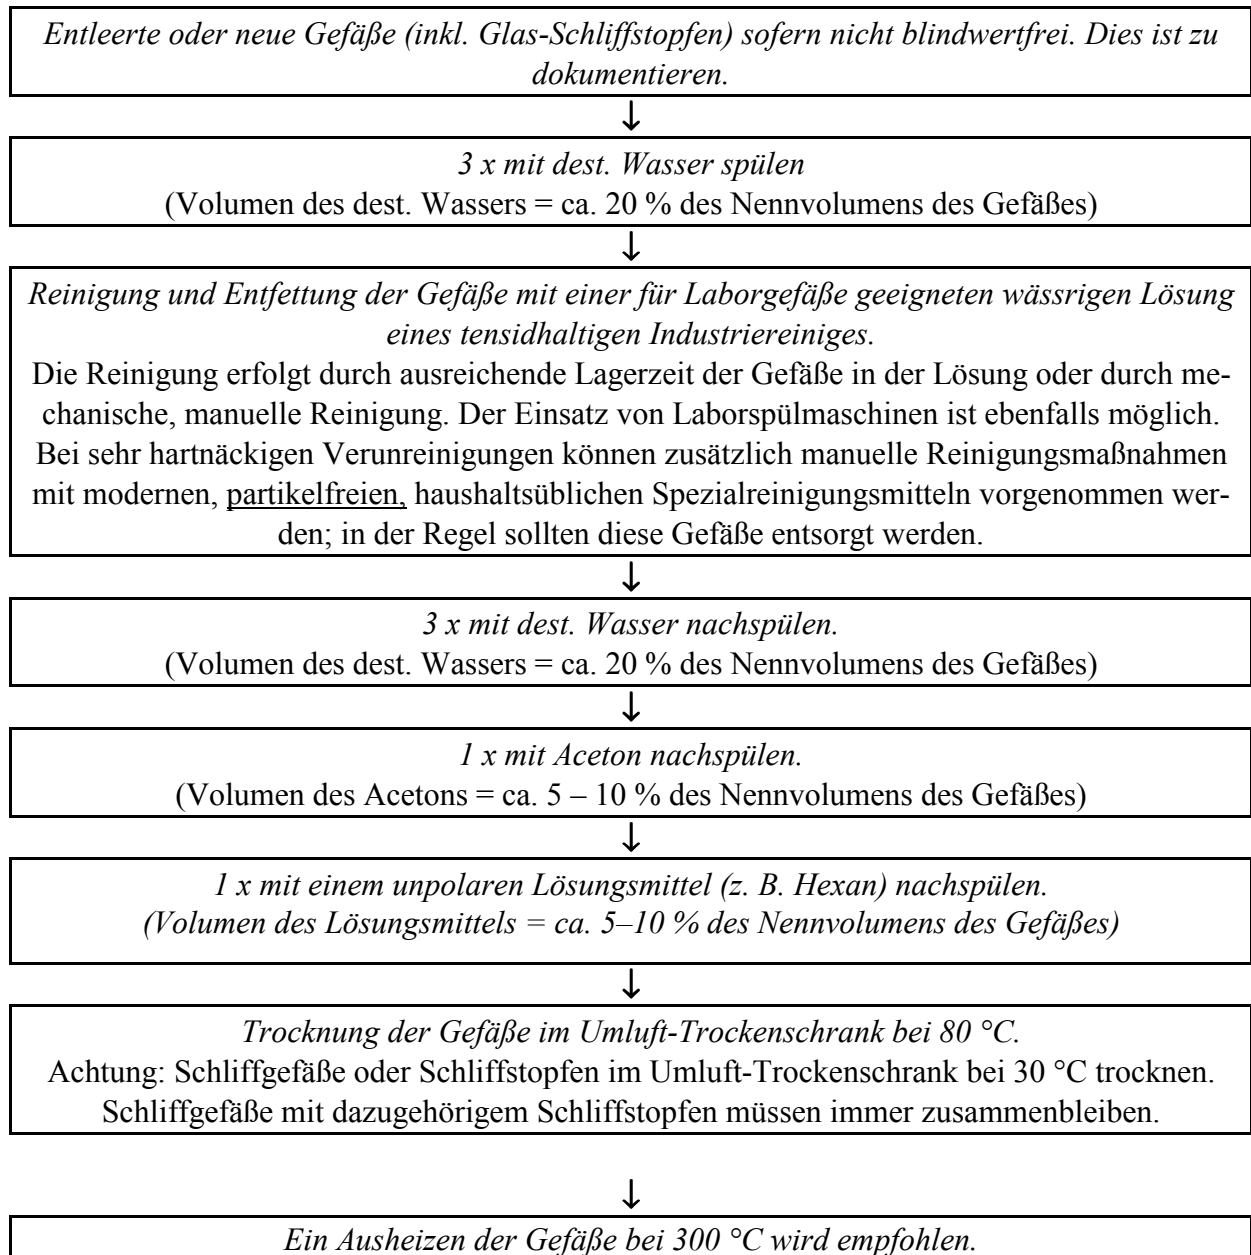 Entleerte oder neue Gefäße (inkl. Glas-Schliffstopfen) sofern nicht blindwertfrei. Dies ist zu
dokumentieren.
↓
3 x mit dest. Wasser spülen
(Volumen des dest. Wassers = ca. 20 % des Nennvolumens des Gefäßes)
↓
Reinigung und Entfettung der Gefäße mit einer für Laborgefäße geeigneten wässrigen Lösung
eines tensidhaltigen Industriereiniges.
Die Reinigung erfolgt durch ausreichende Lagerzeit der Gefäße in der Lösung oder durch me-
chanische, manuelle Reinigung. Der Einsatz von Laborspülmaschinen ist ebenfalls möglich.
Bei sehr hartnäckigen Verunreinigungen können zusätzlich manuelle Reinigungsmaßnahmen
mit modernen, partikelfreien, haushaltsüblichen Spezialreinigungsmitteln vorgenommen wer-
den; in der Regel sollten diese Gefäße entsorgt werden.
↓
3 x mit dest. Wasser nachspülen.
(Volumen des dest. Wassers = ca. 20 % des Nennvolumens des Gefäßes)
↓
1 x mit Aceton nachspülen.
(Volumen des Acetons = ca. 5 – 10 % des Nennvolumens des Gefäßes)
↓
1 x mit einem unpolaren Lösungsmittel (z. B. Hexan) nachspülen.
(Volumen des Lösungsmittels = ca. 5–10 % des Nennvolumens des Gefäßes)
↓
Trocknung der Gefäße im Umluft-Trockenschrank bei 80 °C.
Achtung: Schliffgefäße oder Schliffstopfen im Umluft-Trockenschrank bei 30 °C trocknen.
Schliffgefäße mit dazugehörigem Schliffstopfen müssen immer zusammenbleiben.
↓
Ein Ausheizen der Gefäße bei 300 °C wird empfohlen.